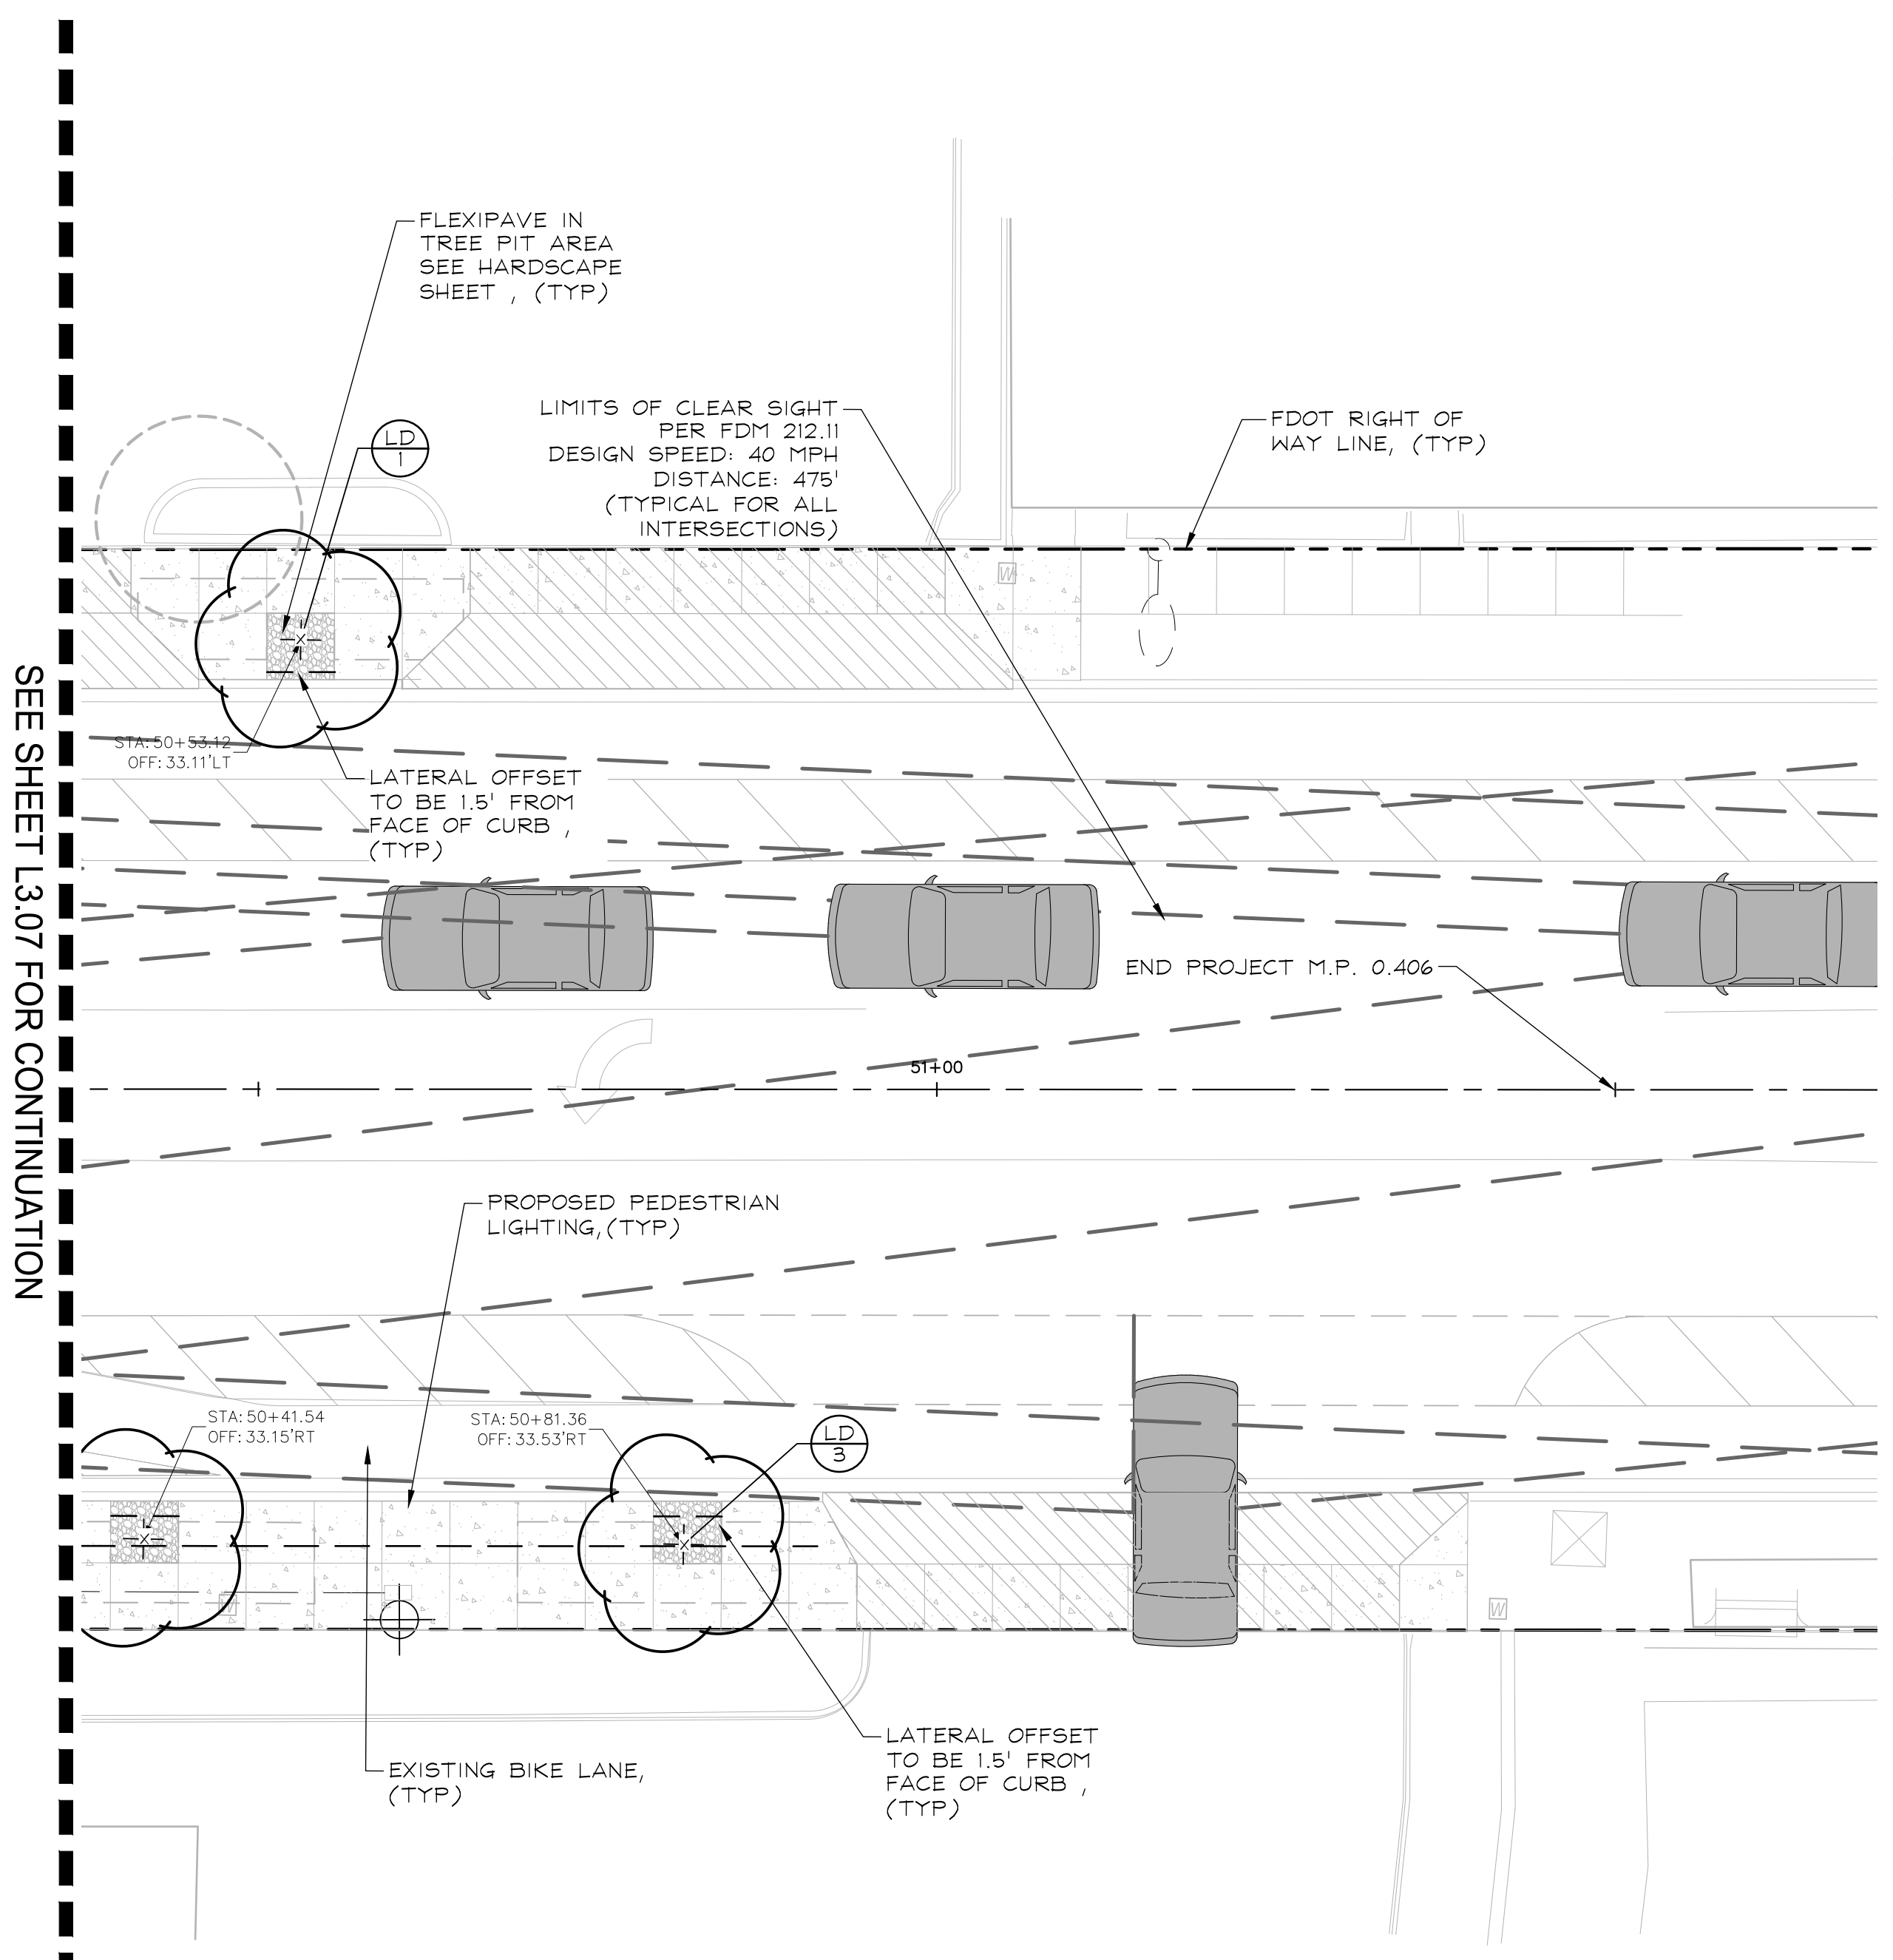 SEE SHEET L3.07 FOR CONTINUATION
FLEXIPAVE IN
TREE PIT AREA
SEE HARDSCAPE
SHEET , (TYP)
LD
1
LIMITS OF CLEAR SIGHT
PER FDM 212.11
DESIGN SPEED: 40 MPH
DISTANCE: 475'
(TYPICAL FOR ALL
INTERSECTIONS)
FDOT RIGHT OF
WAY LINE, (TYP)
W
STA: 50+53.12
OFF: 33.11'LT
LATERAL OFFSET
TO BE 1.5' FROM
FACE OF CURB ,
(TYP)
END PROJECT M.P. 0.406
51+00
PROPOSED PEDESTRIAN
LIGHTING,(TYP)
STA: 50+41.54
OFF: 33.15'RT
STA: 50+81.36
OFF: 33.53'RT
LD
3
W
LATERAL OFFSET
TO BE 1.5' FROM
FACE OF CURB ,
(TYP)
EXISTING BIKE LANE,
(TYP)